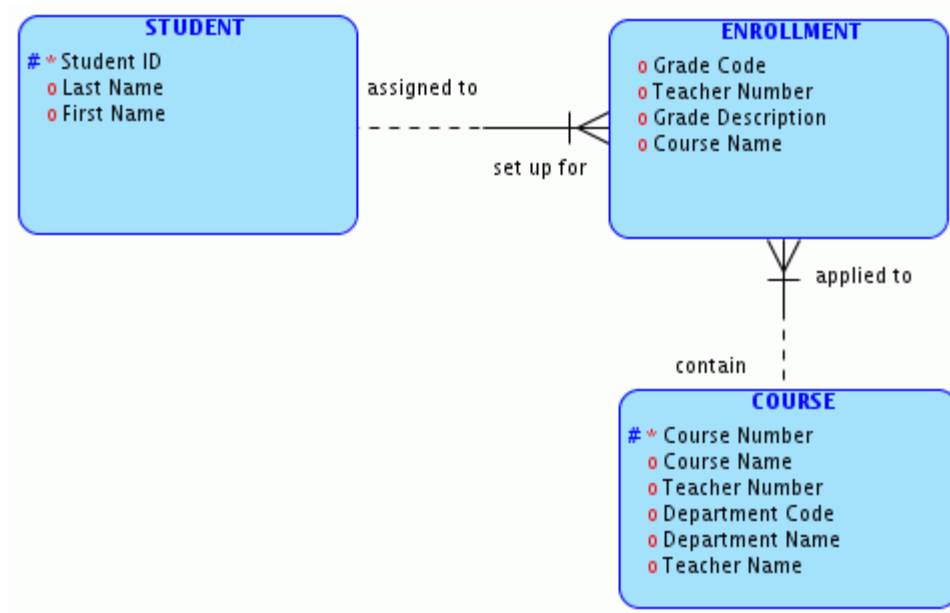 STUDENT
# * Student ID
o Last Name
o First Name
assigned to
set up for
ENROLLMENT
o Grade Code
o Teacher Number
o Grade Description
o Course Name
applied to
contain
COURSE
# * Course Number
o Course Name
o Teacher Number
o Department Code
o Department Name
o Teacher Name